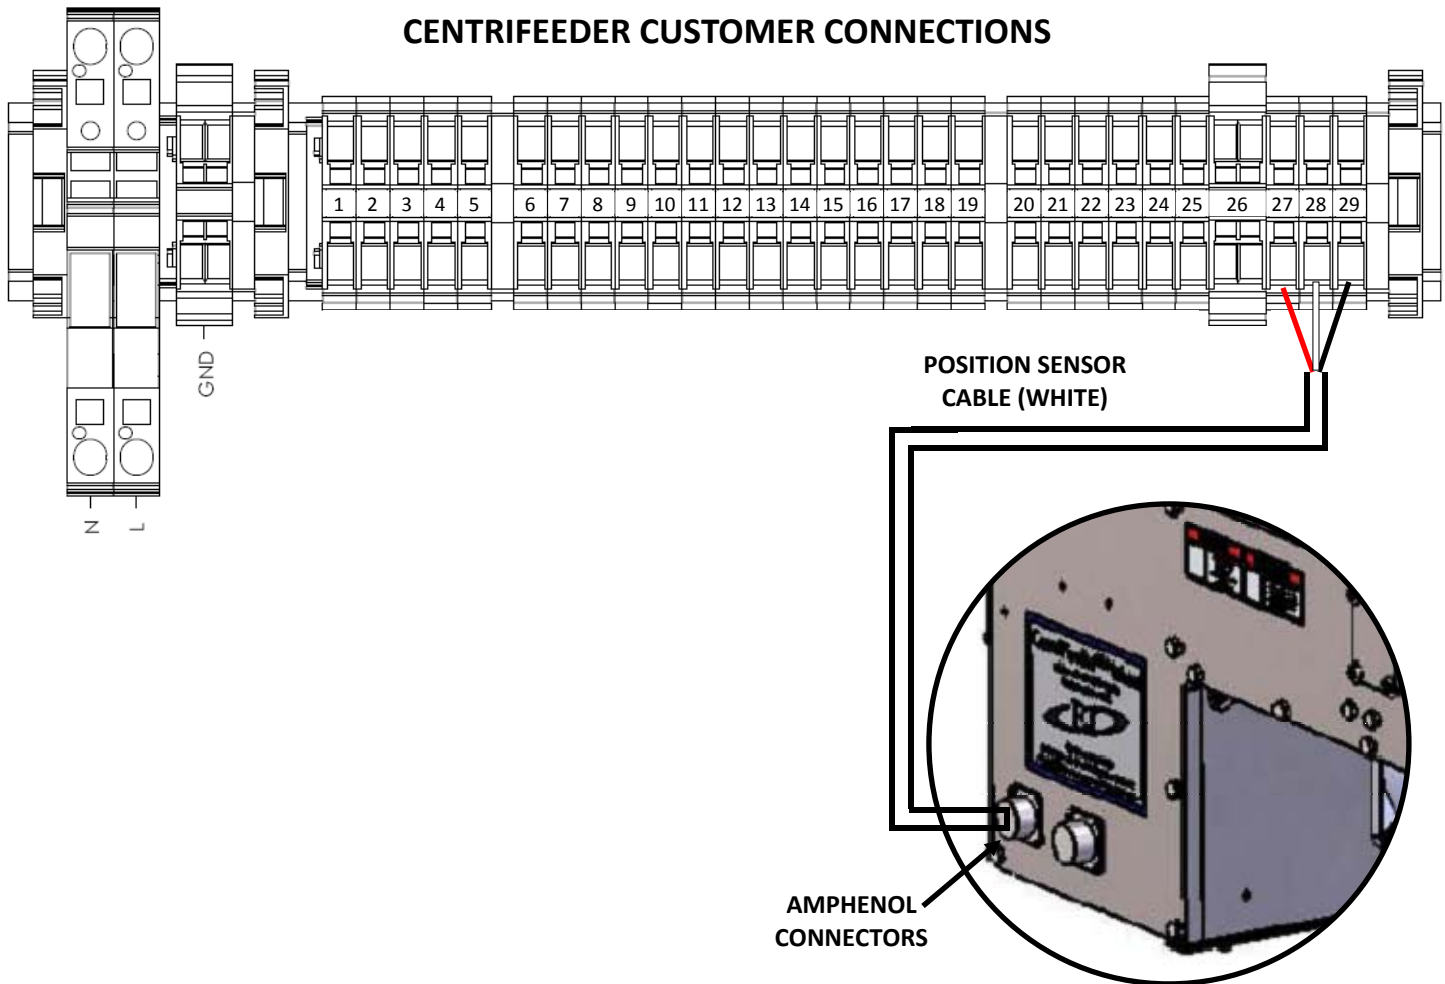 CENTRIFEEDER CUSTOMER CONNECTIONS
1 2 3 4 5 6 7 8 9 10 11 12 13 14 15 16 17 18 19 20 21 22 23 24 25 26 27 28 29
GND
N
L
POSITION SENSOR
CABLE (WHITE)
AMPHENOL
CONNECTORS